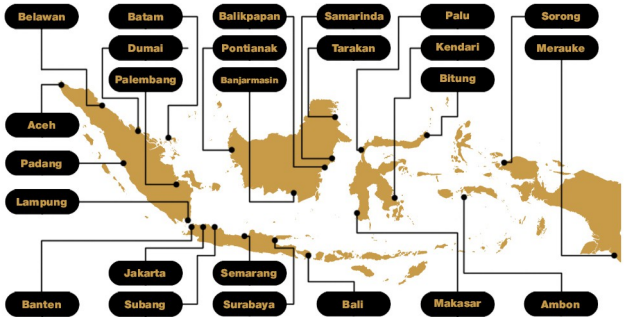 Belawan
Batam
Balikpapan
Samarinda
Palu
Sorong
Dumai
Pontianak
Tarakan
Kendari
Merauke
Palembang
Banjarmasin
Bitung
Aceh
Padang
Lampung
Jakarta
Semarang
Banten
Subang
Surabaya
Bali
Makasar
Ambon